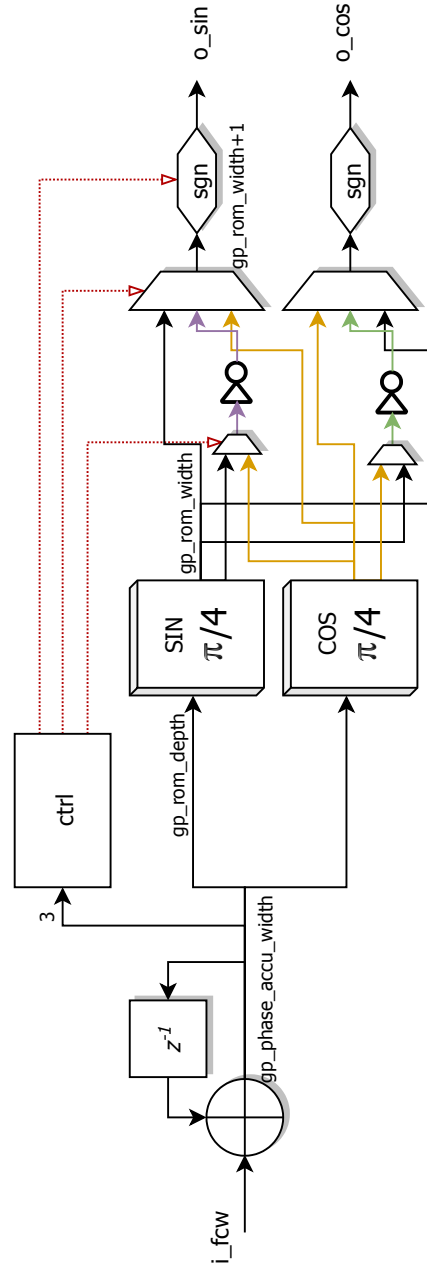 i_fcw
z⁻¹
gp_phase_accu_width
3
ctrl
gp_rom_depth
SIN
π/4
COS
π/4
gp_rom_width
gp_rom_width+1
sgn
sgn
o_sin
o_cos